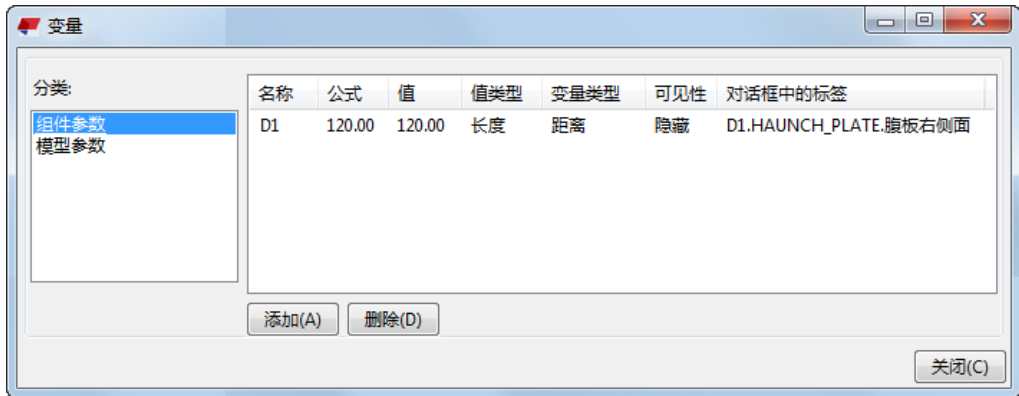 变量
分类:
组件参数
模型参数
名称 公式 值 值类型 变量类型 可见性 对话框中的标签
D1 120.00 120.00 长度 距离 隐藏 D1.HAUNCH_PLATE.腹板右侧面
添加(A) 删除(D)
关闭(C)